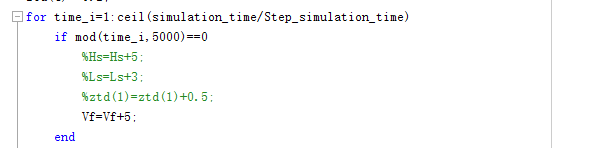 for time_i=1:ceil(simulation_time/Step_simulation_time)
if mod(time_i,5000)==0
%Hs=Hs+5;
%Ls=Ls+3;
%ztd(1)=ztd(1)+0.5;
Vf=Vf+5;
end